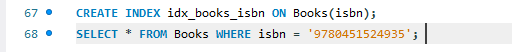 67 CREATE INDEX idx_books_isbn ON Books(isbn);
68 SELECT * FROM Books WHERE isbn = '9780451524935';